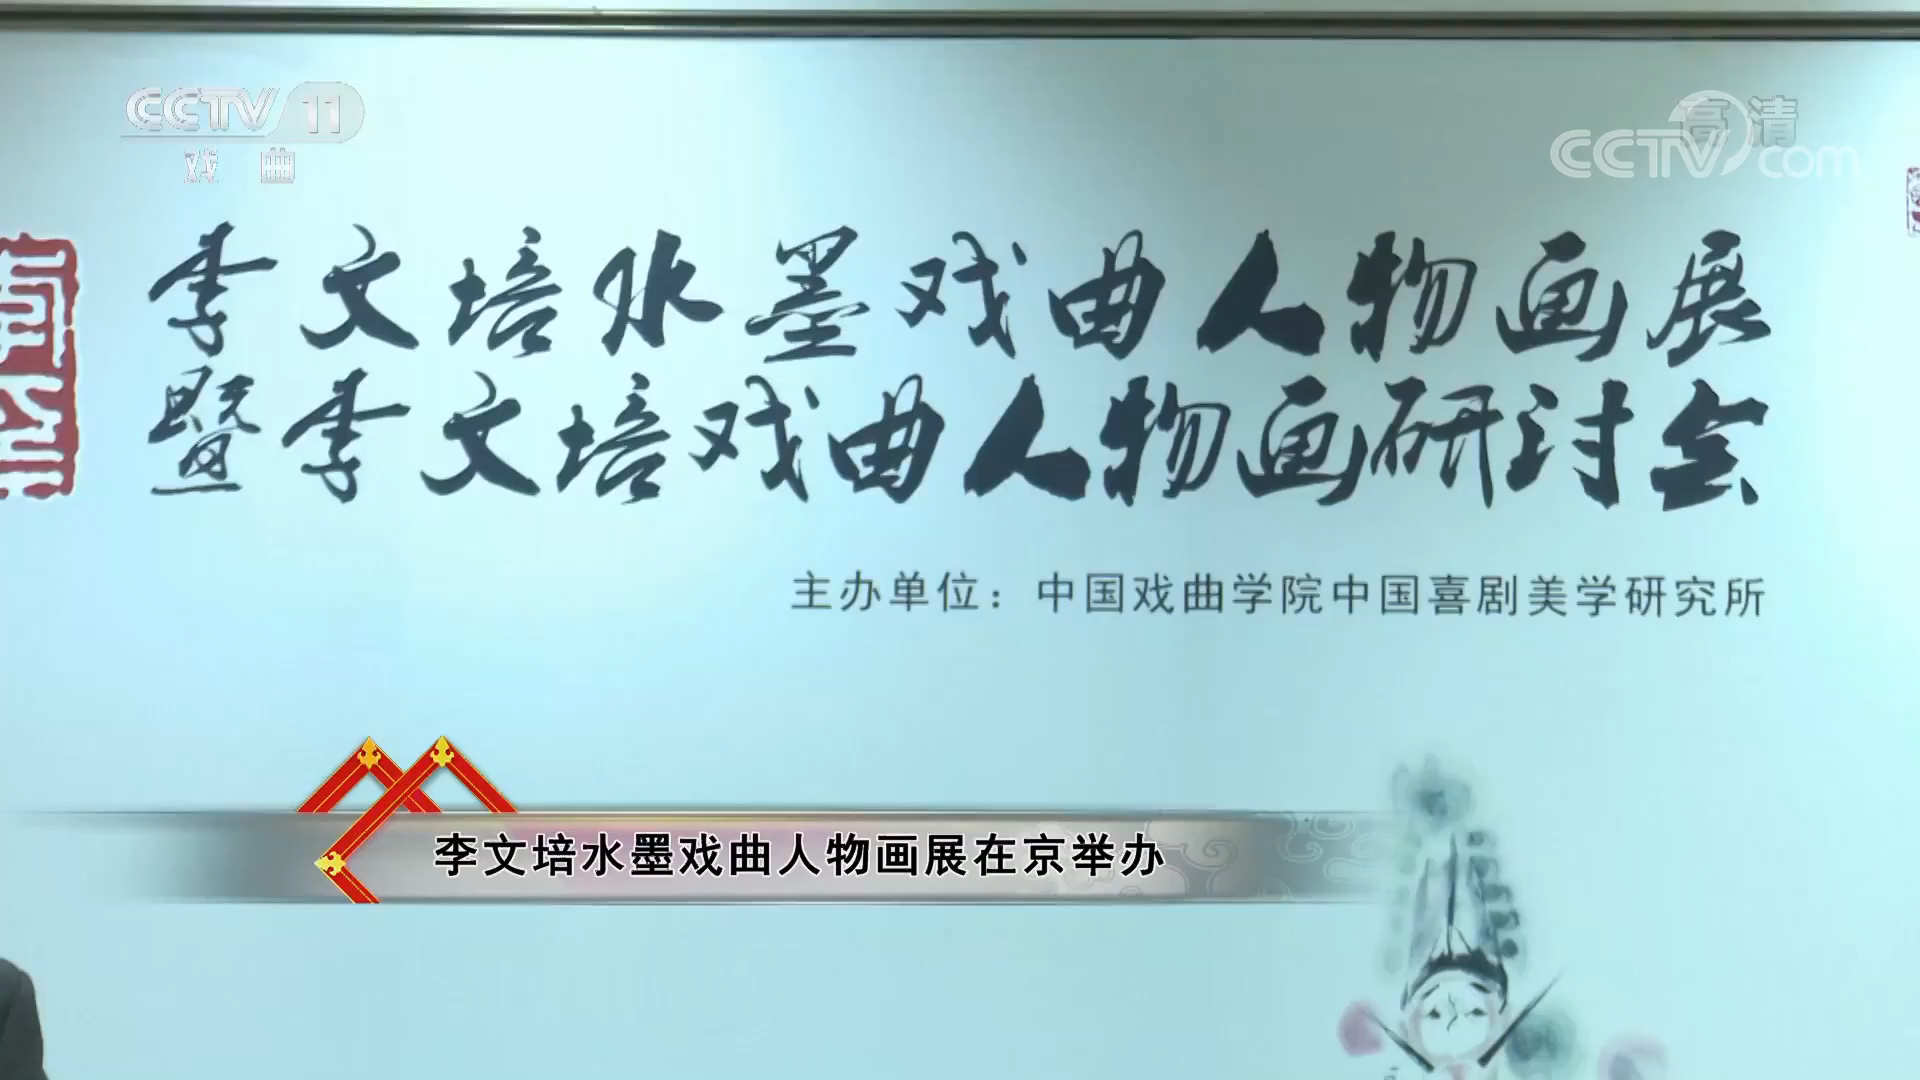 CCTV 11
戏曲
高清
CCTV com
李文培水墨戏曲人物画展
暨李文培戏曲人物画研讨会
主办单位：中国戏曲学院中国喜剧美学研究所
李文培水墨戏曲人物画展在京举办